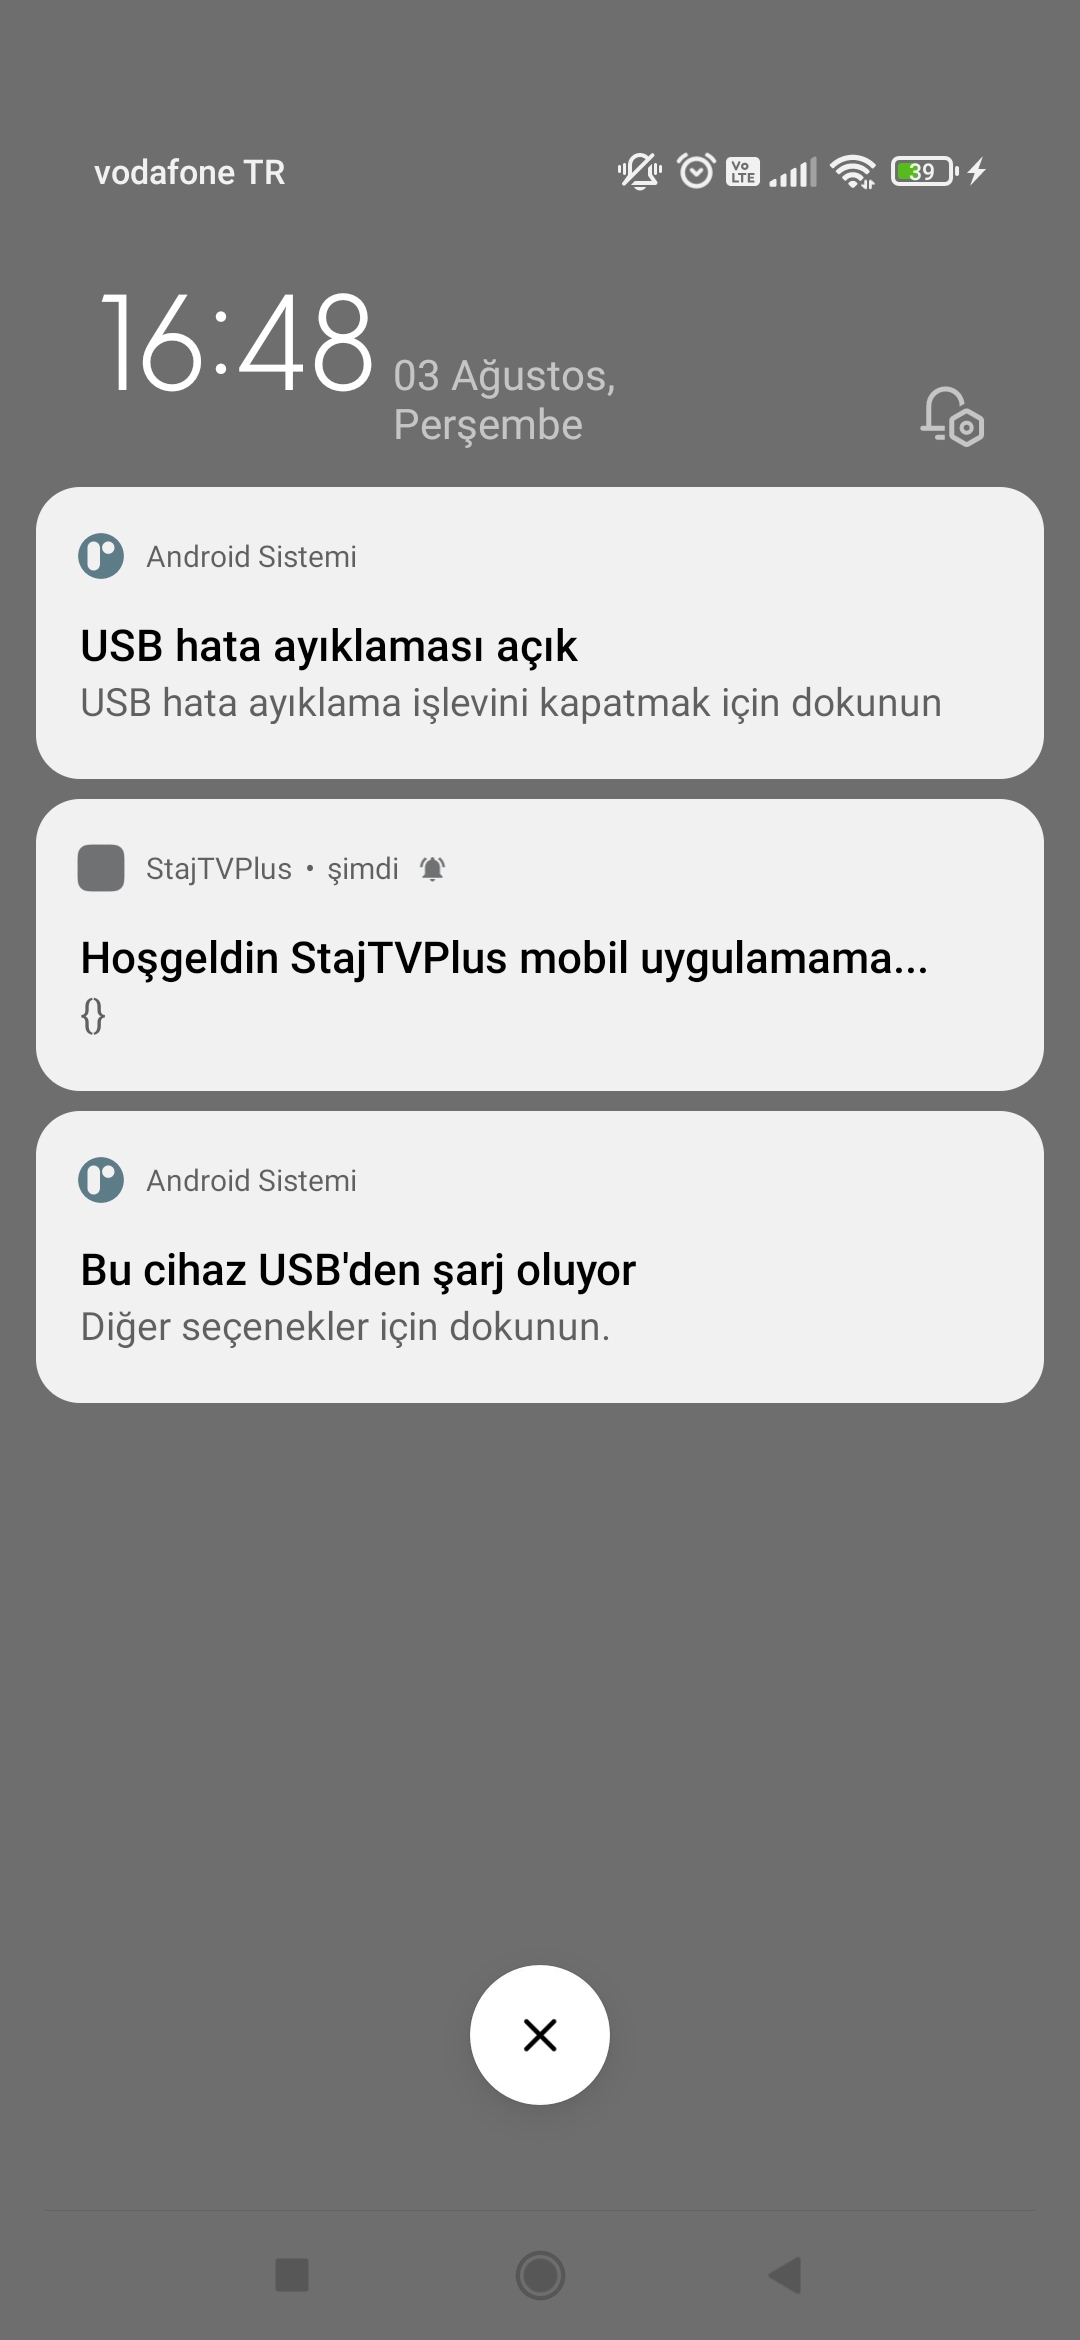 vodafone TR
Vo
LTE
39
16:48
03 Ağustos,
Perşembe
Android Sistemi
USB hata ayıklaması açık
USB hata ayıklama işlevini kapatmak için dokunun
StajTVPlus • şimdi
Hoşgeldin StajTVPlus mobil uygulamama...
{}
Android Sistemi
Bu cihaz USB'den şarj oluyor
Diğer seçenekler için dokunun.